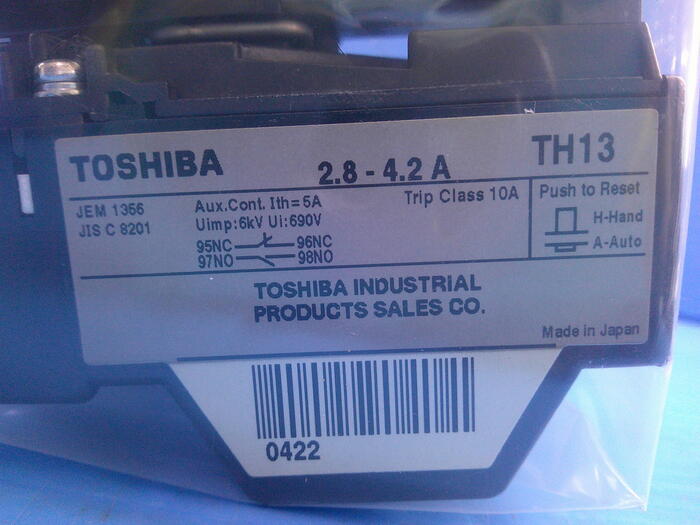 TOSHIBA
2.8 - 4.2 A
TH13
JEM 1356
JIS C 8201
Aux.Cont. Ith=5A
Uimp:6kV Ui:690V
Trip Class 10A
95NC 96NC
97NO 98NO
Push to Reset
H-Hand
A-Auto
TOSHIBA INDUSTRIAL
PRODUCTS SALES CO.
Made in Japan
0422